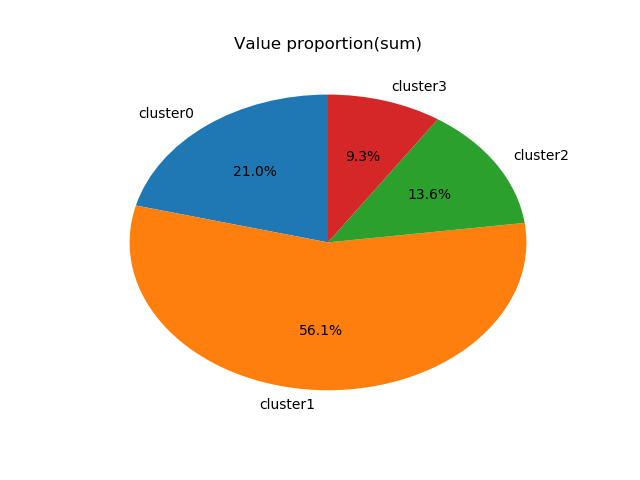 Value proportion(sum)
cluster3
cluster0
cluster2
9.3%
21.0%
13.6%
56.1%
cluster1